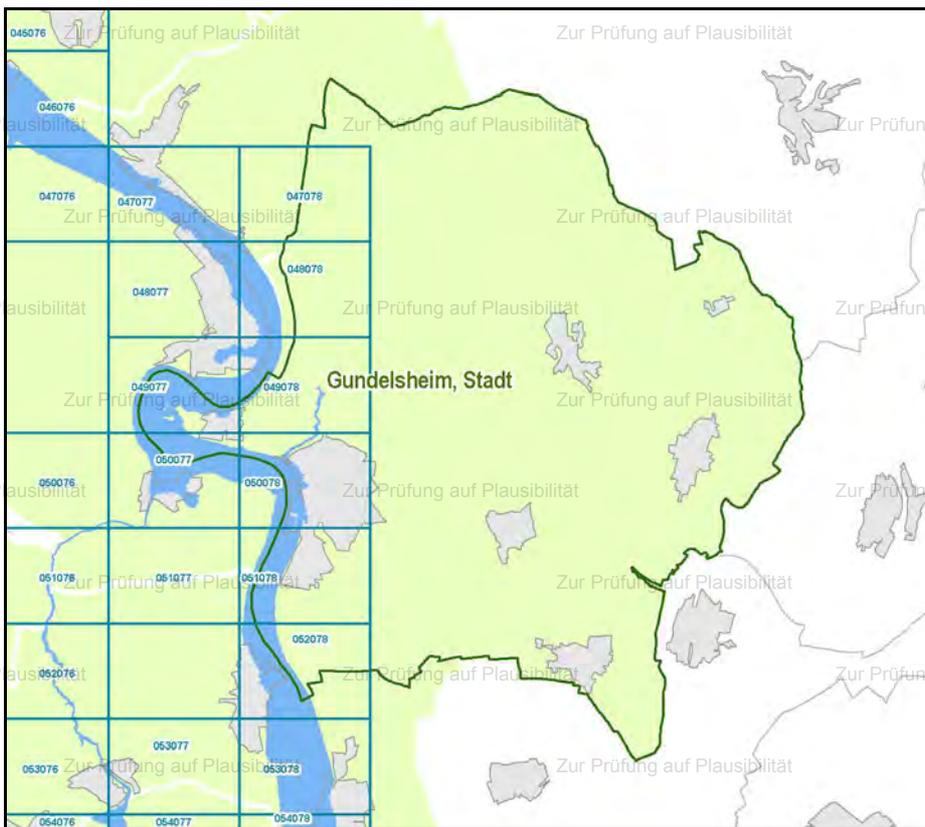 045076
Zur Prüfung auf Plausibilität
Zur Prüfung auf Plausibilität
046076
ausibilität
Zur Prüfung auf Plausibilität
Zur Prüfun
047076
047077
047078
Zur Prüfung auf Plausibilität
Zur Prüfung auf Plausibilität
048077
048078
lausibilität
Zur Prüfung auf Plausibilität
Zur Prüfun
049077
049078
Gundelsheim, Stadt
Zur Prüfung auf Plausibilität
Zur Prüfung auf Plausibilität
050076
050077
050078
ausibilität
Zur Prüfung auf Plausibilität
Zur Prüfun
051076
051077
051078
Zur Prüfung auf Plausibilität
Zur Prüfung auf Plausibilität
052076
052078
lausibilität
Zur Prüfung auf Plausibilität
Zur Prüfun
053076
053077
053078
Zur Prüfung auf Plausibilität
Zur Prüfung auf Plausibilität
054076
054077
054078